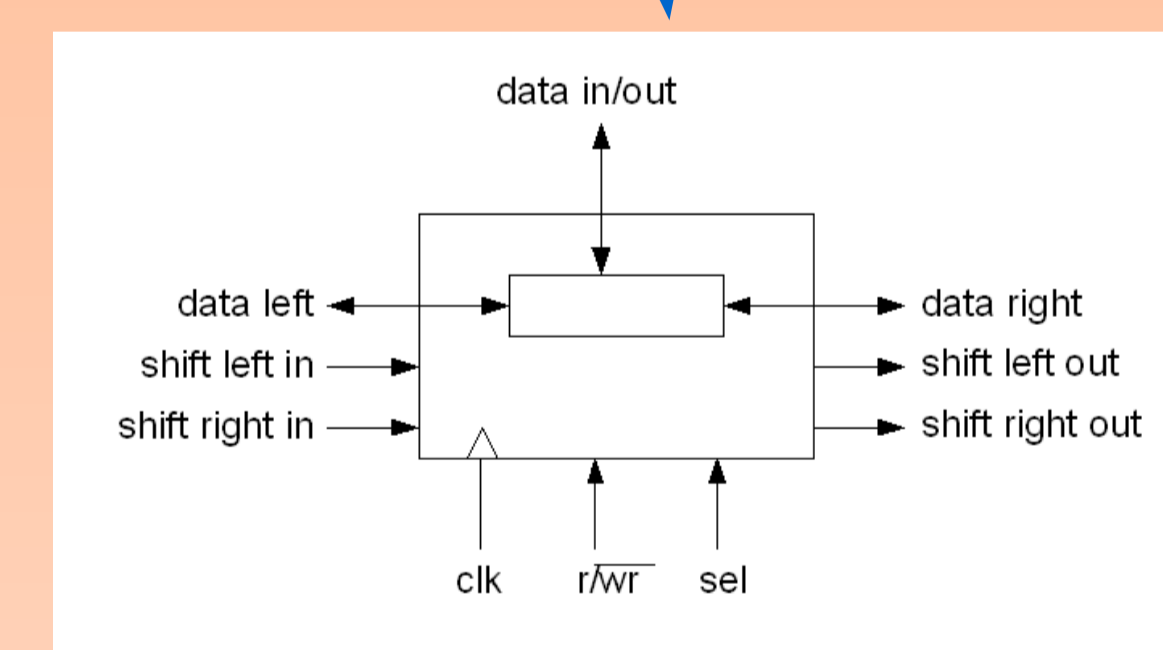 data in/out
data left
data right
shift left in
shift left out
shift right in
shift right out
clk
r/wr
sel